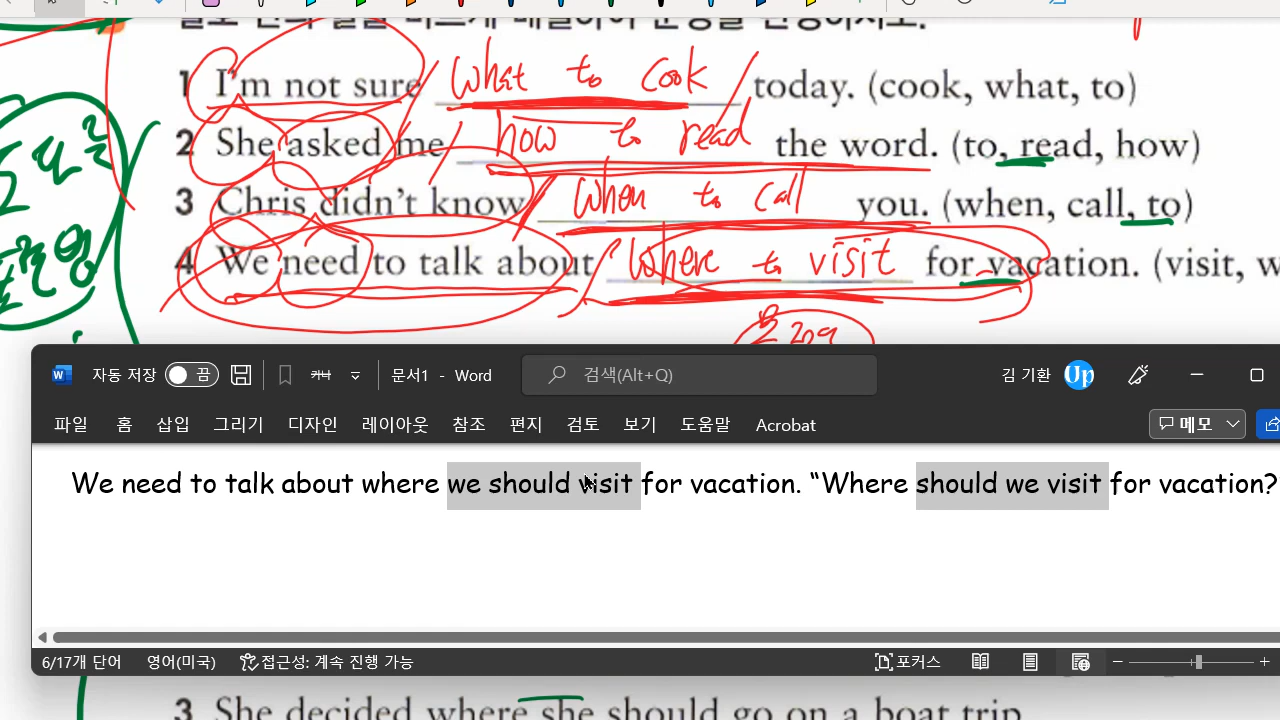 1 I'm not sure what to cook today. (cook, what, to)
2 She asked me how to read the word. (to, read, how)
3 Chris didn't know when to call you. (when, call, to)
4 We need to talk about where to visit for vacation. (visit, w
자동 저장 끔 가나 문서1 - Word 검색(Alt+Q) 김 기환 Up
파일 홈 삽입 그리기 디자인 레이아웃 참조 편지 검토 보기 도움말 Acrobat 메모
We need to talk about where we should visit for vacation. “Where should we visit for vacation?
6/17개 단어 영어(미국) 접근성: 계속 진행 가능 포커스
3 She decided where she should go on a boat trip